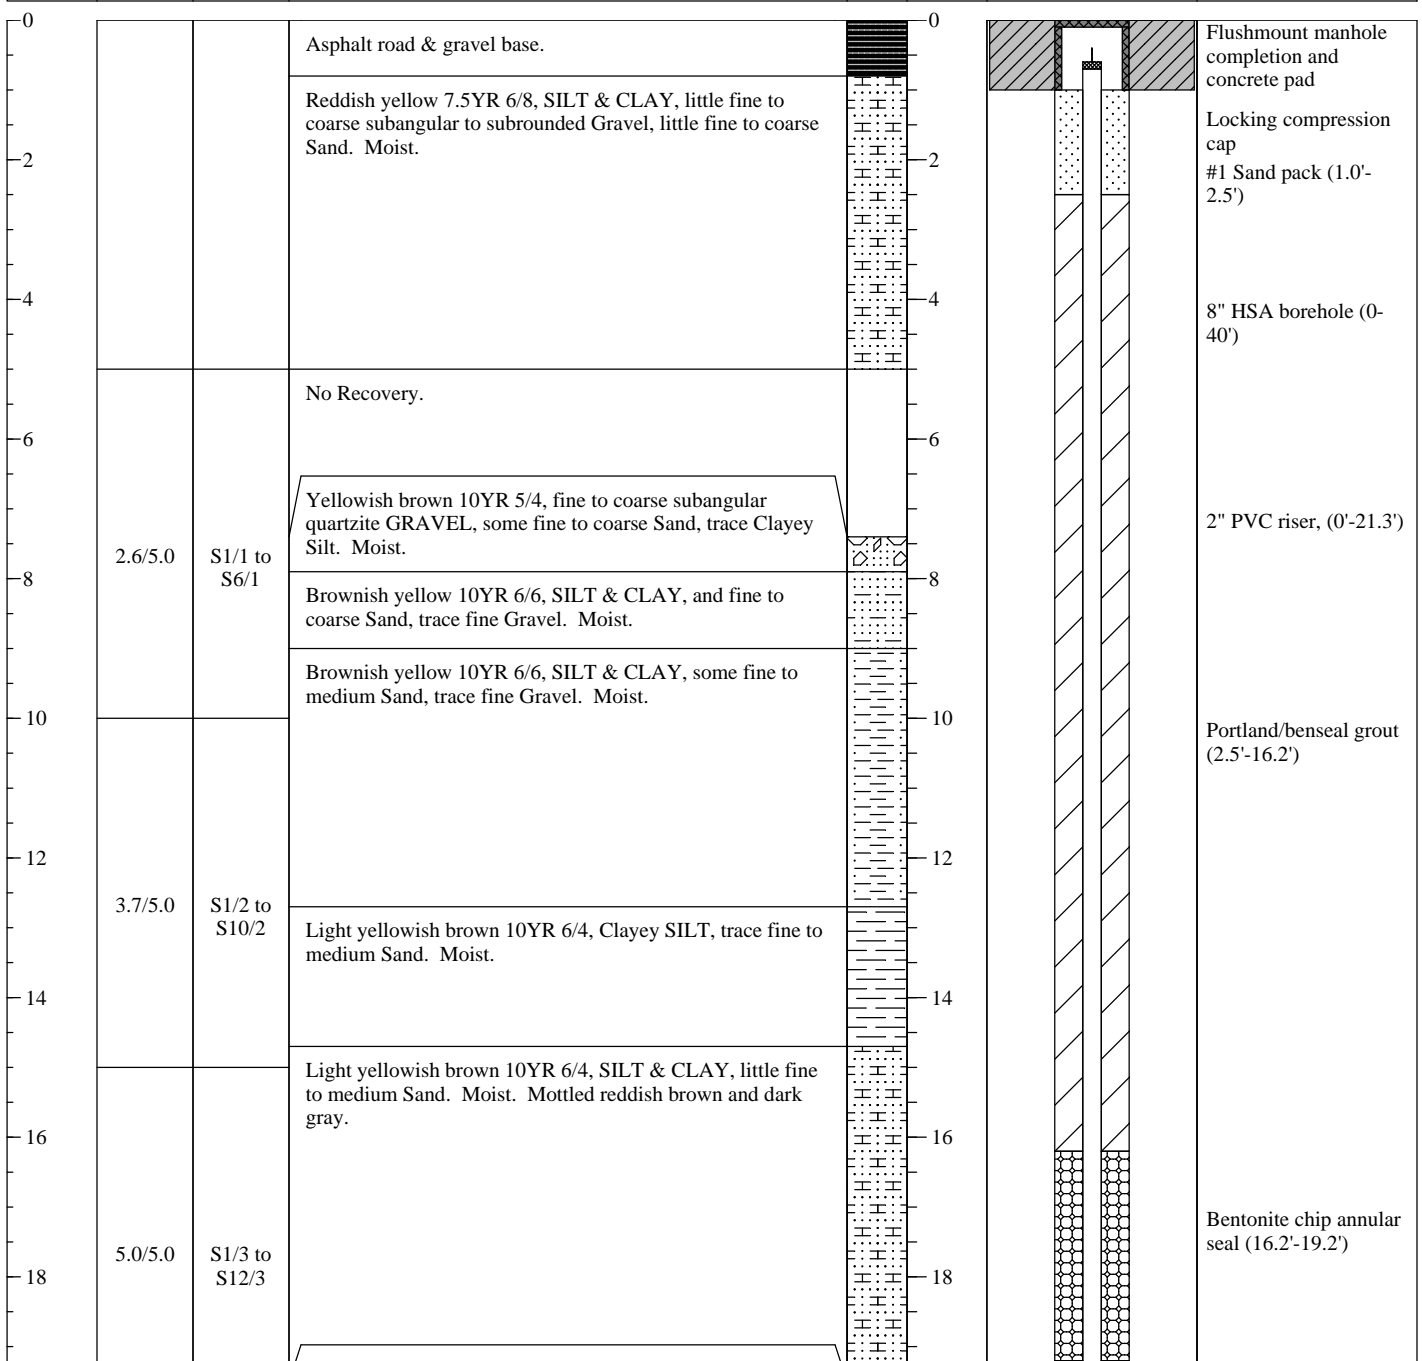 0
2
4
6
8
10
12
14
16
18
2.6/5.0
3.7/5.0
5.0/5.0
S1/1 to
S6/1
S1/2 to
S10/2
S1/3 to
S12/3
Asphalt road & gravel base.
Reddish yellow 7.5YR 6/8, SILT & CLAY, little fine to
coarse subangular to subrounded Gravel, little fine to coarse
Sand.  Moist.
No Recovery.
Yellowish brown 10YR 5/4, fine to coarse subangular
quartzite GRAVEL, some fine to coarse Sand, trace Clayey
Silt.  Moist.
Brownish yellow 10YR 6/6, SILT & CLAY, and fine to
coarse Sand, trace fine Gravel.  Moist.
Brownish yellow 10YR 6/6, SILT & CLAY, some fine to
medium Sand, trace fine Gravel.  Moist.
Light yellowish brown 10YR 6/4, Clayey SILT, trace fine to
medium Sand.  Moist.
Light yellowish brown 10YR 6/4, SILT & CLAY, little fine
to medium Sand.  Moist.  Mottled reddish brown and dark
gray.
0
2
4
6
8
10
12
14
16
18
Flushmount manhole
completion and
concrete pad
Locking compression
cap
#1 Sand pack (1.0'-
2.5')
8" HSA borehole (0-
40')
2" PVC riser, (0'-21.3')
Portland/benseal grout
(2.5'-16.2')
Bentonite chip annular
seal (16.2'-19.2')